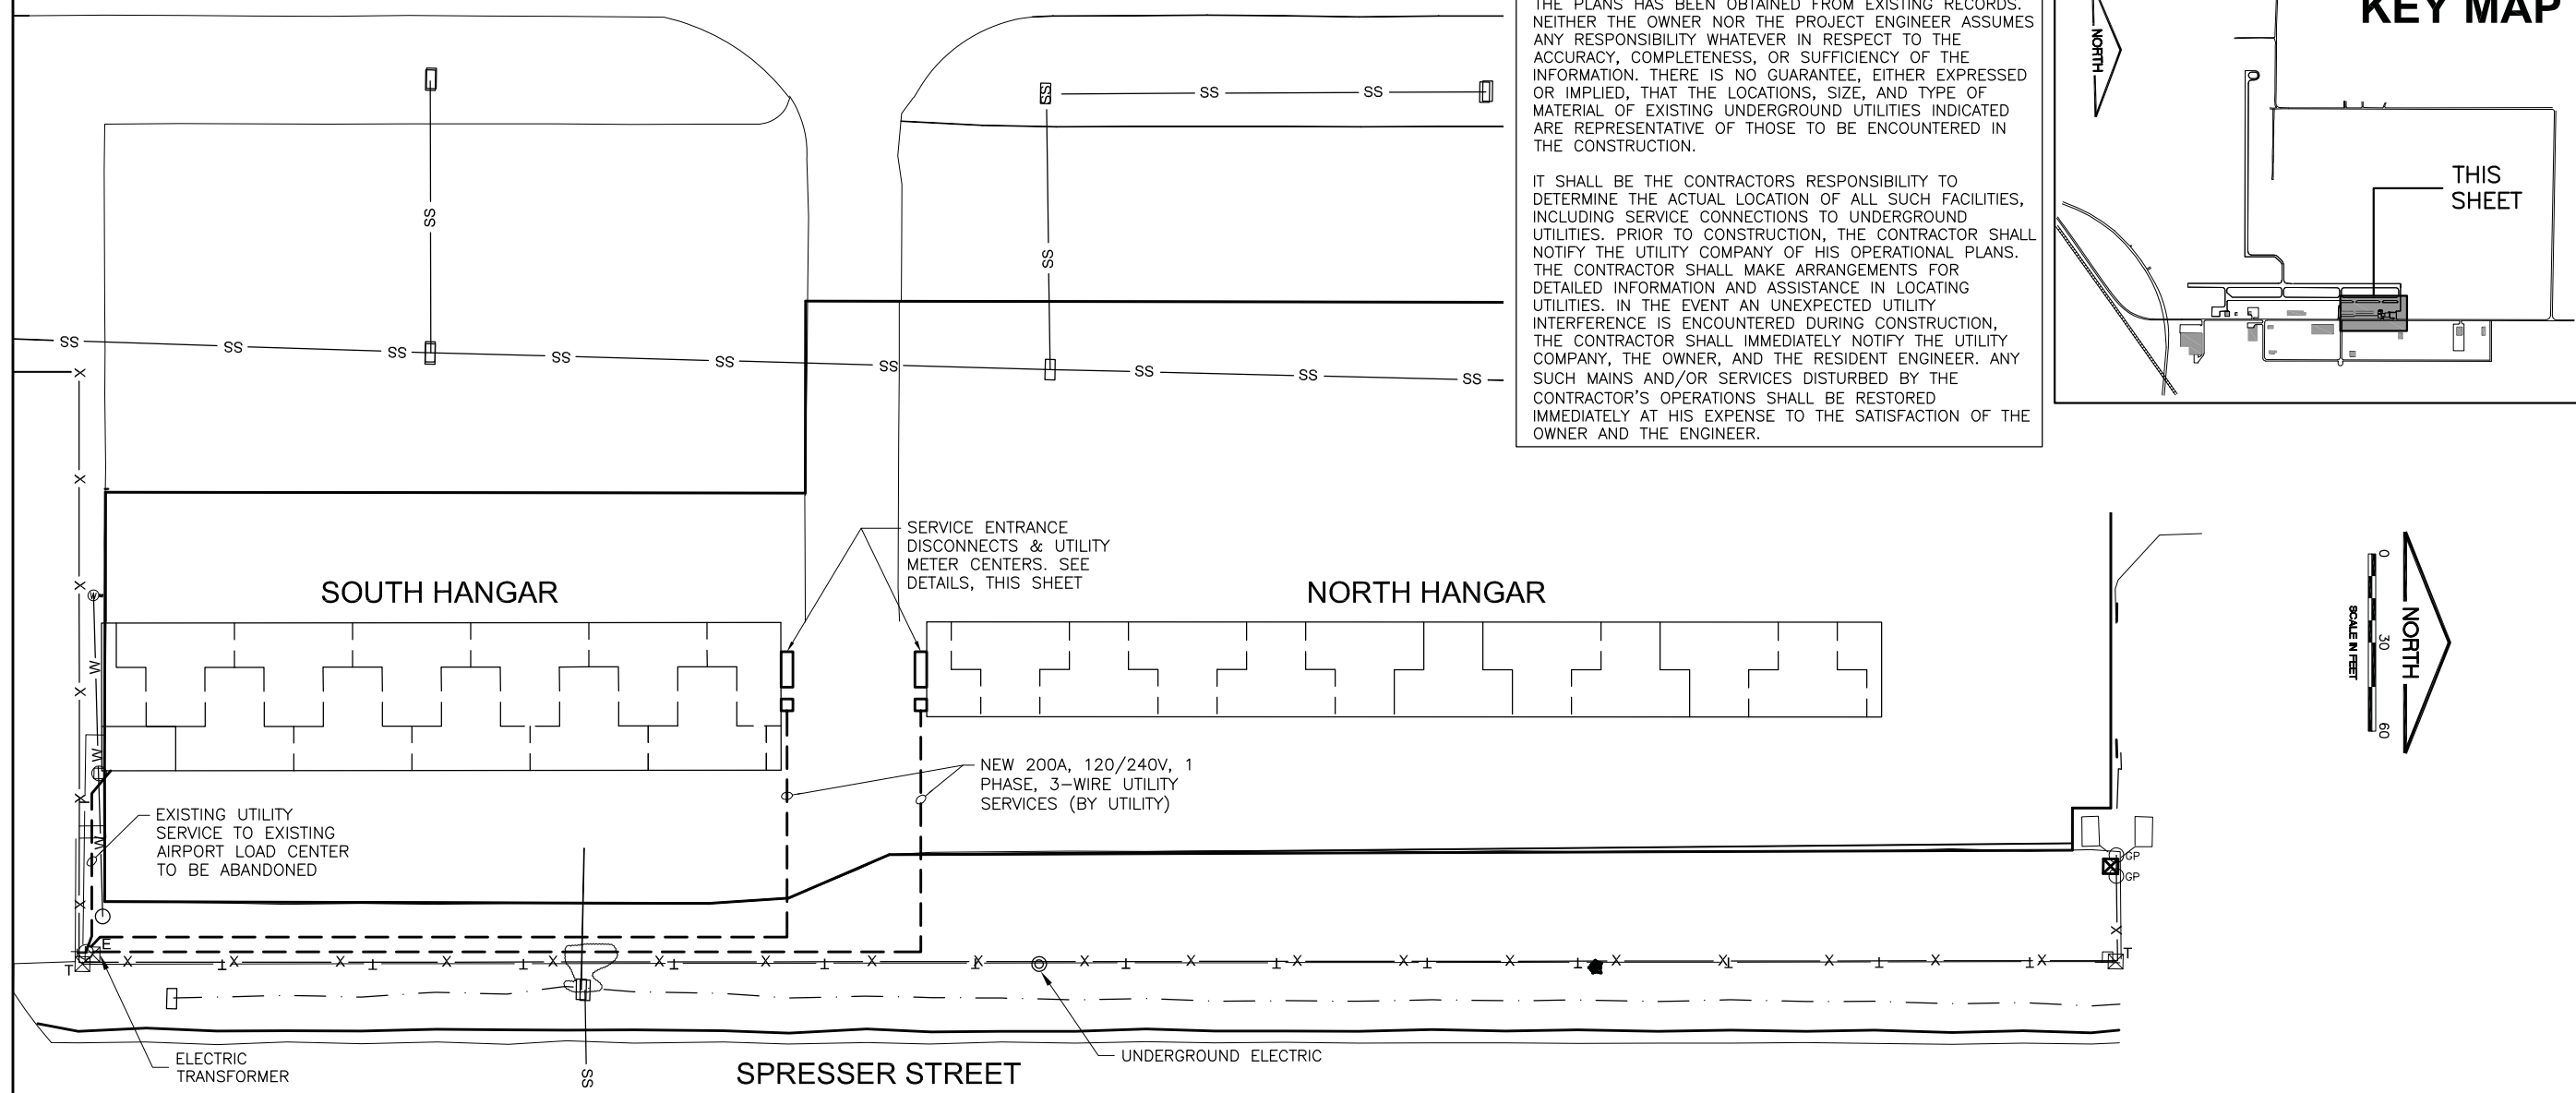 THE PLANS HAS BEEN OBTAINED FROM EXISTING RECORDS.
NEITHER THE OWNER NOR THE PROJECT ENGINEER ASSUMES
ANY RESPONSIBILITY WHATEVER IN RESPECT TO THE
ACCURACY, COMPLETENESS, OR SUFFICIENCY OF THE
INFORMATION. THERE IS NO GUARANTEE, EITHER EXPRESSED
OR IMPLIED, THAT THE LOCATIONS, SIZE, AND TYPE OF
MATERIAL OF EXISTING UNDERGROUND UTILITIES INDICATED
ARE REPRESENTATIVE OF THOSE TO BE ENCOUNTERED IN
THE CONSTRUCTION.
IT SHALL BE THE CONTRACTORS RESPONSIBILITY TO
DETERMINE THE ACTUAL LOCATION OF ALL SUCH FACILITIES,
INCLUDING SERVICE CONNECTIONS TO UNDERGROUND
UTILITIES. PRIOR TO CONSTRUCTION, THE CONTRACTOR SHALL
NOTIFY THE UTILITY COMPANY OF HIS OPERATIONAL PLANS.
THE CONTRACTOR SHALL MAKE ARRANGEMENTS FOR
DETAILED INFORMATION AND ASSISTANCE IN LOCATING
UTILITIES. IN THE EVENT AN UNEXPECTED UTILITY
INTERFERENCE IS ENCOUNTERED DURING CONSTRUCTION,
THE CONTRACTOR SHALL IMMEDIATELY NOTIFY THE UTILITY
COMPANY, THE OWNER, AND THE RESIDENT ENGINEER. ANY
SUCH MAINS AND/OR SERVICES DISTURBED BY THE
CONTRACTOR'S OPERATIONS SHALL BE RESTORED
IMMEDIATELY AT HIS EXPENSE TO THE SATISFACTION OF THE
OWNER AND THE ENGINEER.
KEY MAP
NORTH
THIS
SHEET
SS SS
SS
SS
SS SS SS SS SS SS SS SS SS
SERVICE ENTRANCE
DISCONNECTS & UTILITY
METER CENTERS. SEE
DETAILS, THIS SHEET
SOUTH HANGAR
NORTH HANGAR
NEW 200A, 120/240V, 1
PHASE, 3-WIRE UTILITY
SERVICES (BY UTILITY)
EXISTING UTILITY
SERVICE TO EXISTING
AIRPORT LOAD CENTER
TO BE ABANDONED
W
W
W
W
GP
GP
E
T
T
0
30
60
SCALE IN FEET
NORTH
ELECTRIC
TRANSFORMER
SS
SPRESSER STREET
UNDERGROUND ELECTRIC